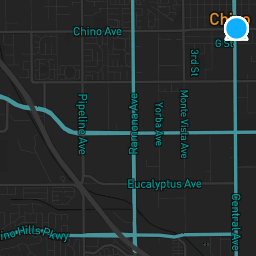 Chino
Chino Ave
G St
3rd St
Pipeline Ave
Ramona Ave
Yorba Ave
Monte Vista Ave
Eucalyptus Ave
Central Ave
ino Hills Pkwy